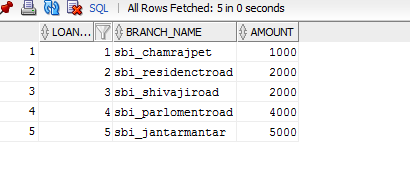 SQL | All Rows Fetched: 5 in 0 seconds
LOAN... BRANCH_NAME AMOUNT
1 1 sbi_chamrajpet 1000
2 2 sbi_residenctroad 2000
3 3 sbi_shivajiroad 2000
4 4 sbi_parlomentroad 4000
5 5 sbi_jantarmantar 5000